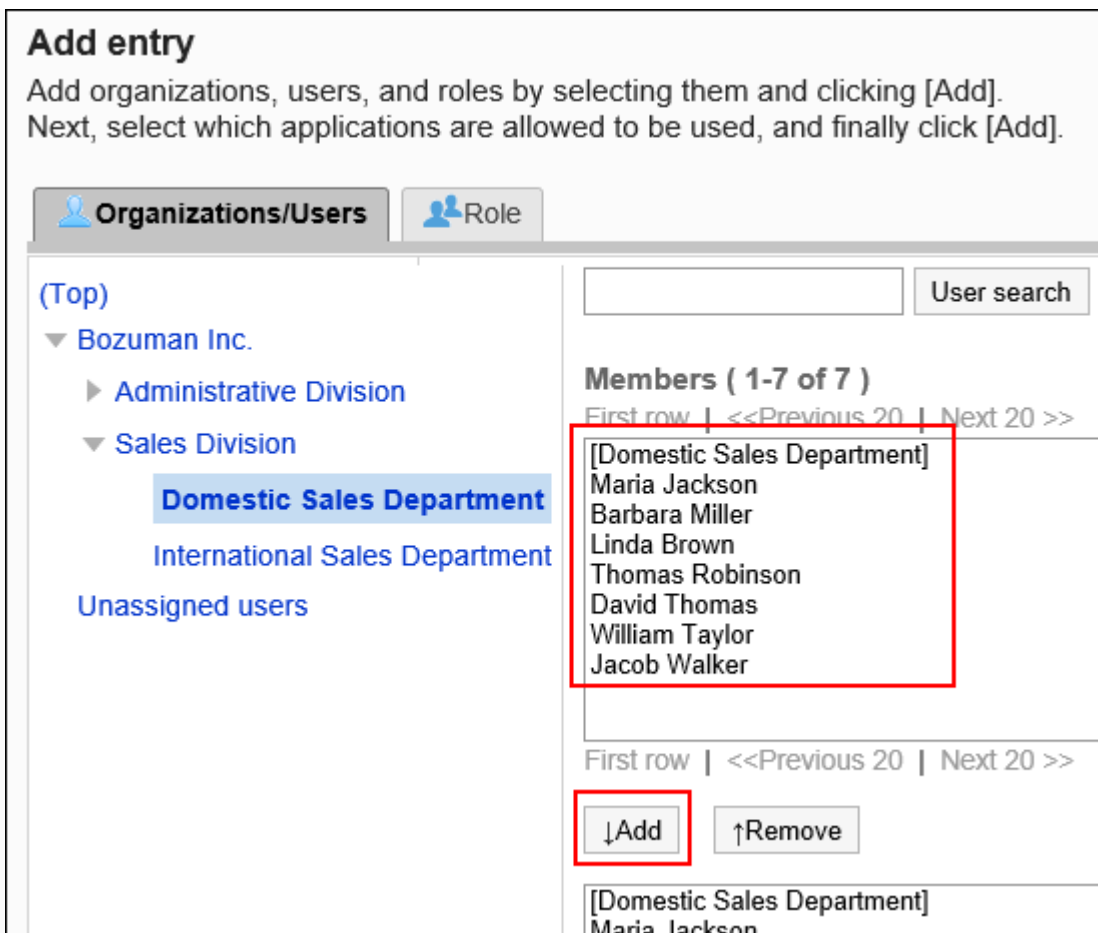 Add entry
Add organizations, users, and roles by selecting them and clicking [Add].
Next, select which applications are allowed to be used, and finally click [Add].
Organizations/Users
Role
(Top)
Bozuman Inc.
Administrative Division
Sales Division
Domestic Sales Department
International Sales Department
Unassigned users
User search
Members ( 1-7 of 7 )
First row | <<Previous 20 | Next 20 >>
[Domestic Sales Department]
Maria Jackson
Barbara Miller
Linda Brown
Thomas Robinson
David Thomas
William Taylor
Jacob Walker
First row | <<Previous 20 | Next 20 >>
↓Add
↑Remove
[Domestic Sales Department]
Maria Jackson